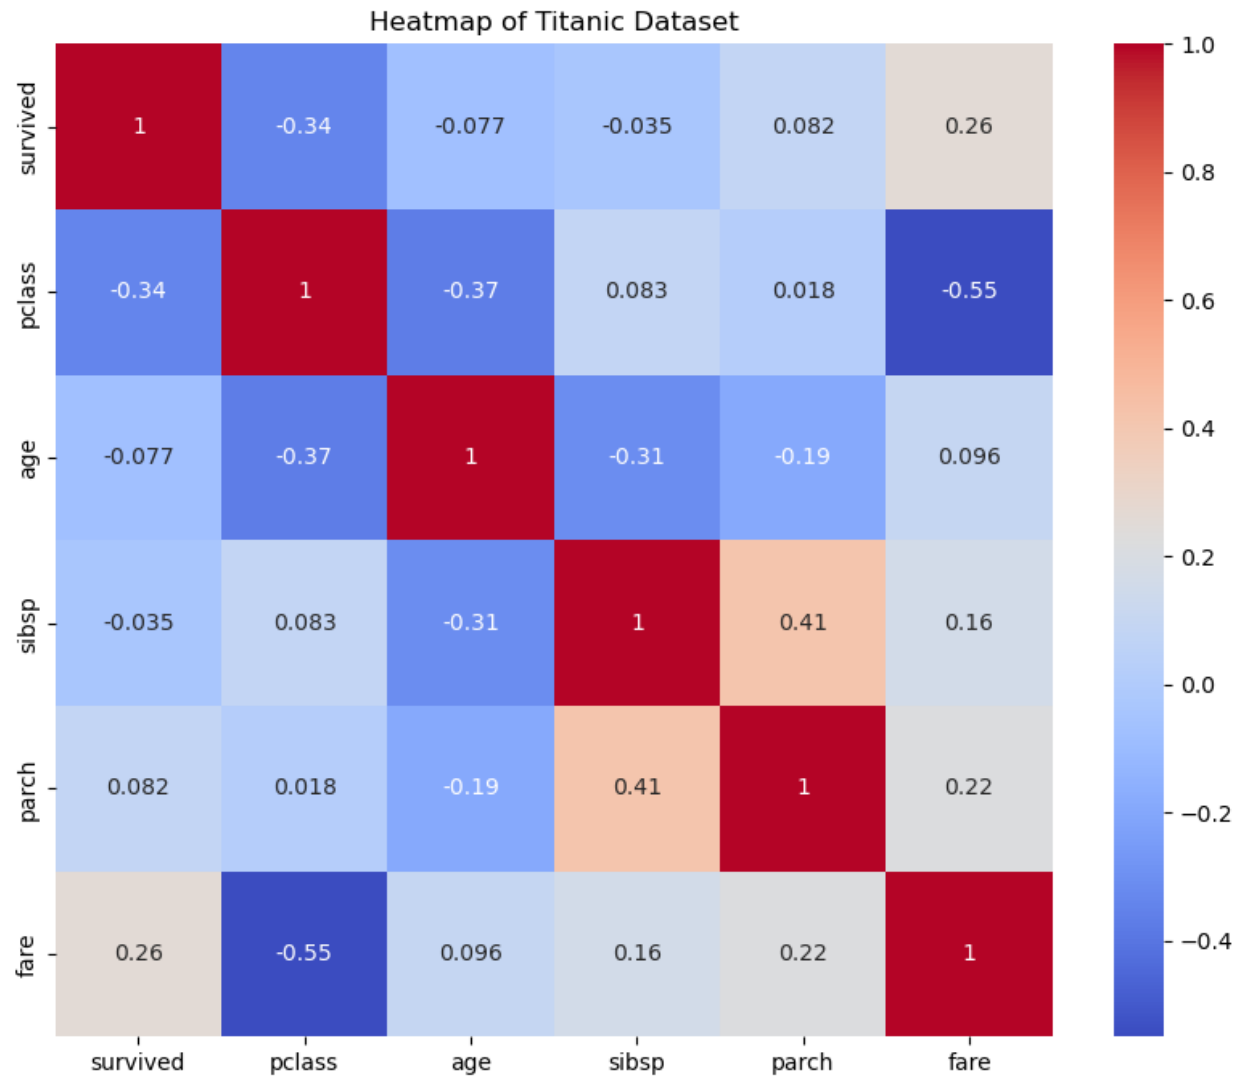 Heatmap of Titanic Dataset
survived 1 -0.34 -0.077 -0.035 0.082 0.26
pclass -0.34 1 -0.37 0.083 0.018 -0.55
age -0.077 -0.37 1 -0.31 -0.19 0.096
sibsp -0.035 0.083 -0.31 1 0.41 0.16
parch 0.082 0.018 -0.19 0.41 1 0.22
fare 0.26 -0.55 0.096 0.16 0.22 1
survived pclass age sibsp parch fare
1.0
0.8
0.6
0.4
0.2
0.0
−0.2
−0.4